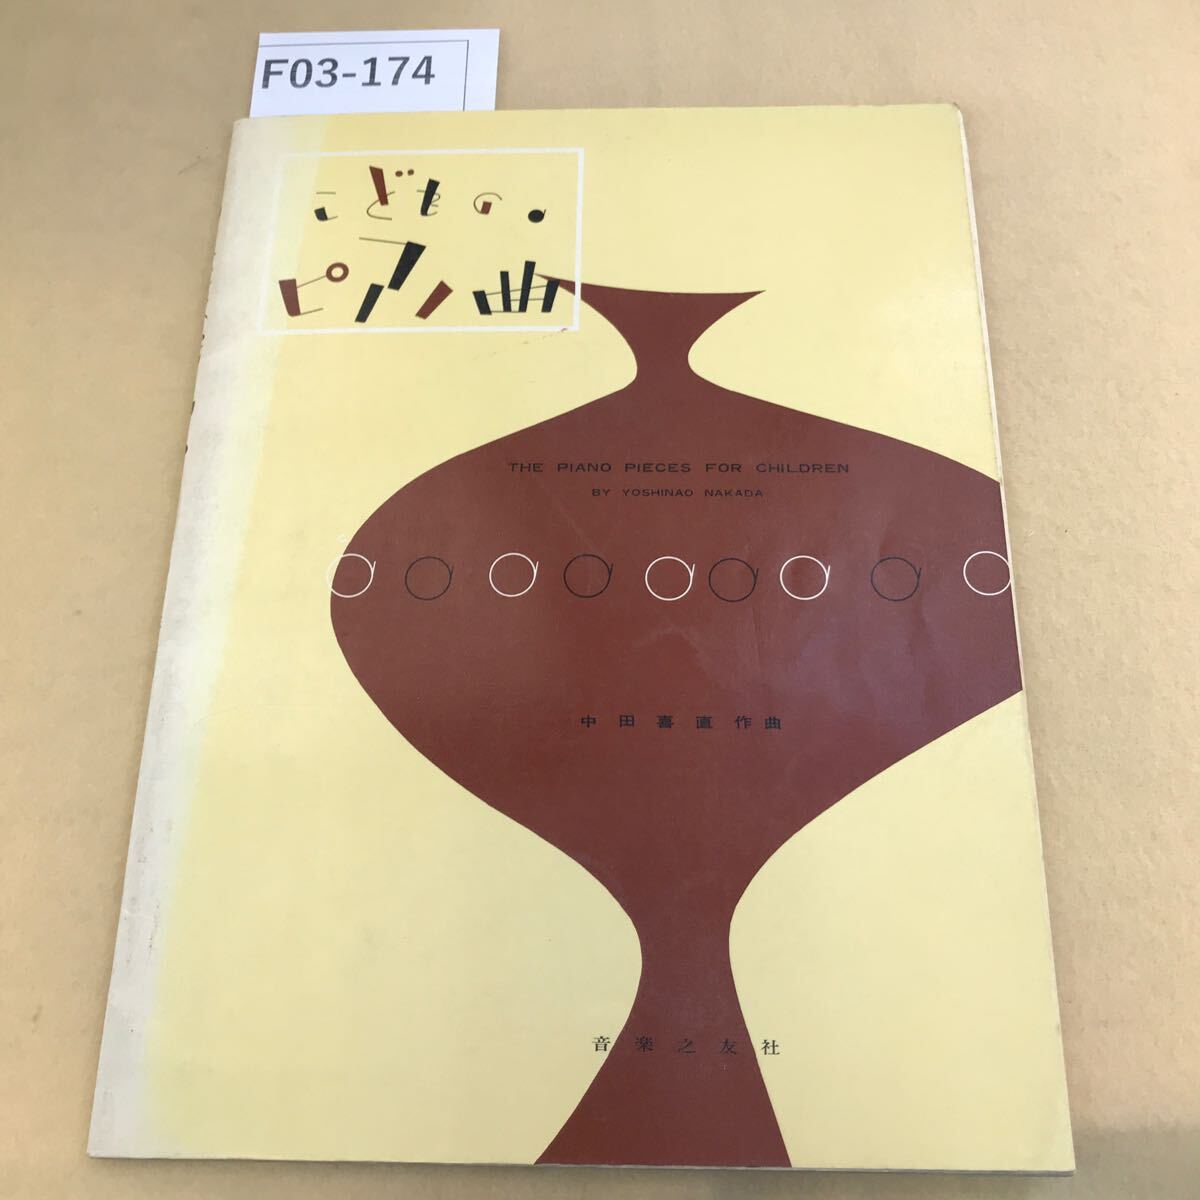 F03-174
こどもの
ピアノ曲
THE PIANO PIECES FOR CHILDREN
BY YOSHINAO NAKADA
中田喜直作曲
音楽之友社